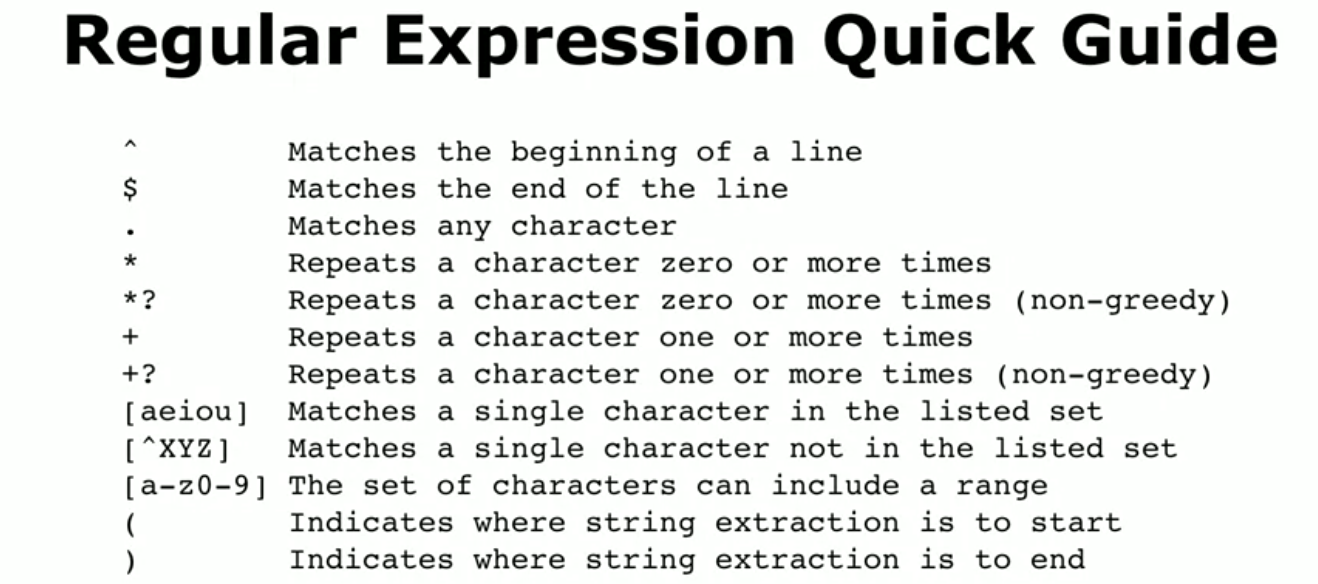 Regular Expression Quick Guide
^ Matches the beginning of a line
$ Matches the end of the line
. Matches any character
* Repeats a character zero or more times
*? Repeats a character zero or more times (non-greedy)
+ Repeats a character one or more times
+? Repeats a character one or more times (non-greedy)
[aeiou] Matches a single character in the listed set
[^XYZ] Matches a single character not in the listed set
[a-z0-9] The set of characters can include a range
( Indicates where string extraction is to start
) Indicates where string extraction is to end